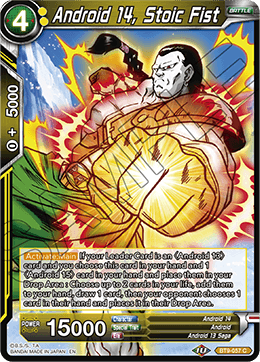 4
Android 14, Stoic Fist
BATTLE
0 + 5000
Activate Main If your Leader Card is an ‹Android 13›
card and you choose this card in your hand and 1
‹Android 15› card in your hand and place them in your
Drop Area : Choose up to 2 cards in your life, add them
to your hand, draw 1 card, then your opponent chooses 1
card in their hand and places it in their Drop Area.
POWER 15000
Character Android 14
Special Trait Android
Era Android 13 Saga
©B.S./S.,T.A.
BANDAI MADE IN JAPAN | EN
BT9-057 C